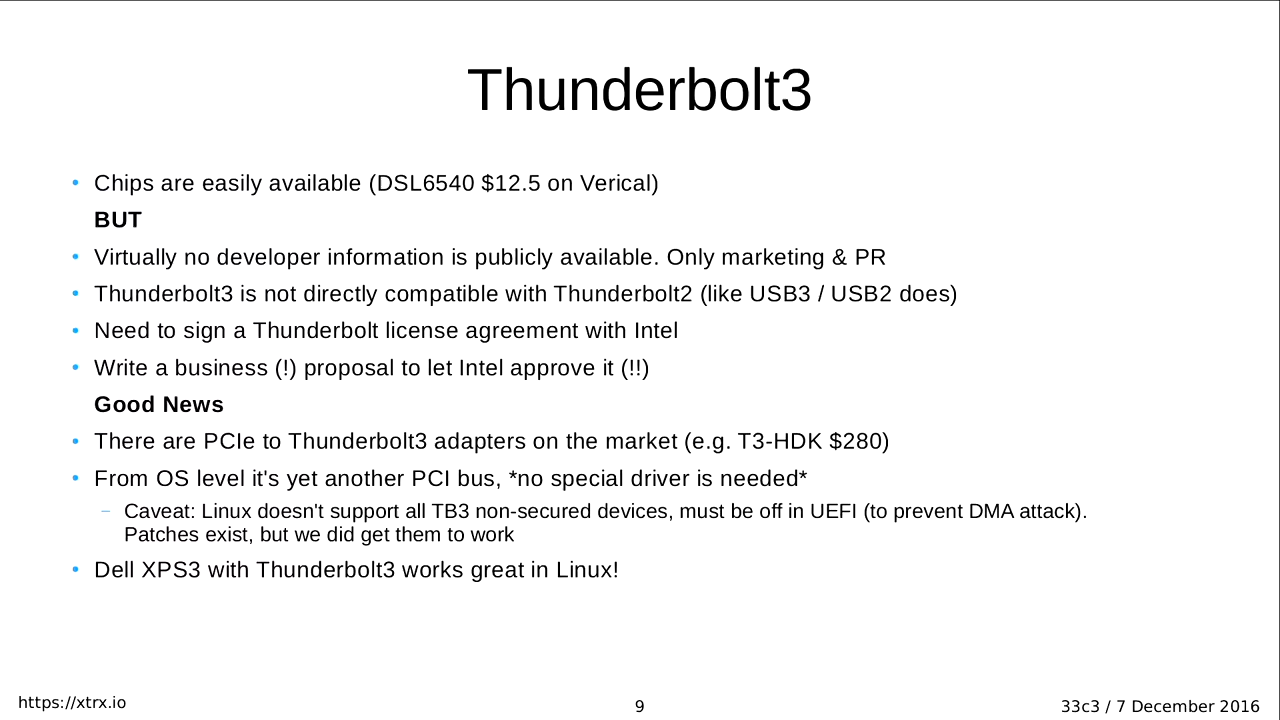 Thunderbolt3
• Chips are easily available (DSL6540 $12.5 on Verical)
BUT
• Virtually no developer information is publicly available. Only marketing & PR
• Thunderbolt3 is not directly compatible with Thunderbolt2 (like USB3 / USB2 does)
• Need to sign a Thunderbolt license agreement with Intel
• Write a business (!) proposal to let Intel approve it (!!)
Good News
• There are PCIe to Thunderbolt3 adapters on the market (e.g. T3-HDK $280)
• From OS level it's yet another PCI bus, *no special driver is needed*
– Caveat: Linux doesn't support all TB3 non-secured devices, must be off in UEFI (to prevent DMA attack).
Patches exist, but we did get them to work
• Dell XPS3 with Thunderbolt3 works great in Linux!
https://xtrx.io
9
33c3 / 7 December 2016